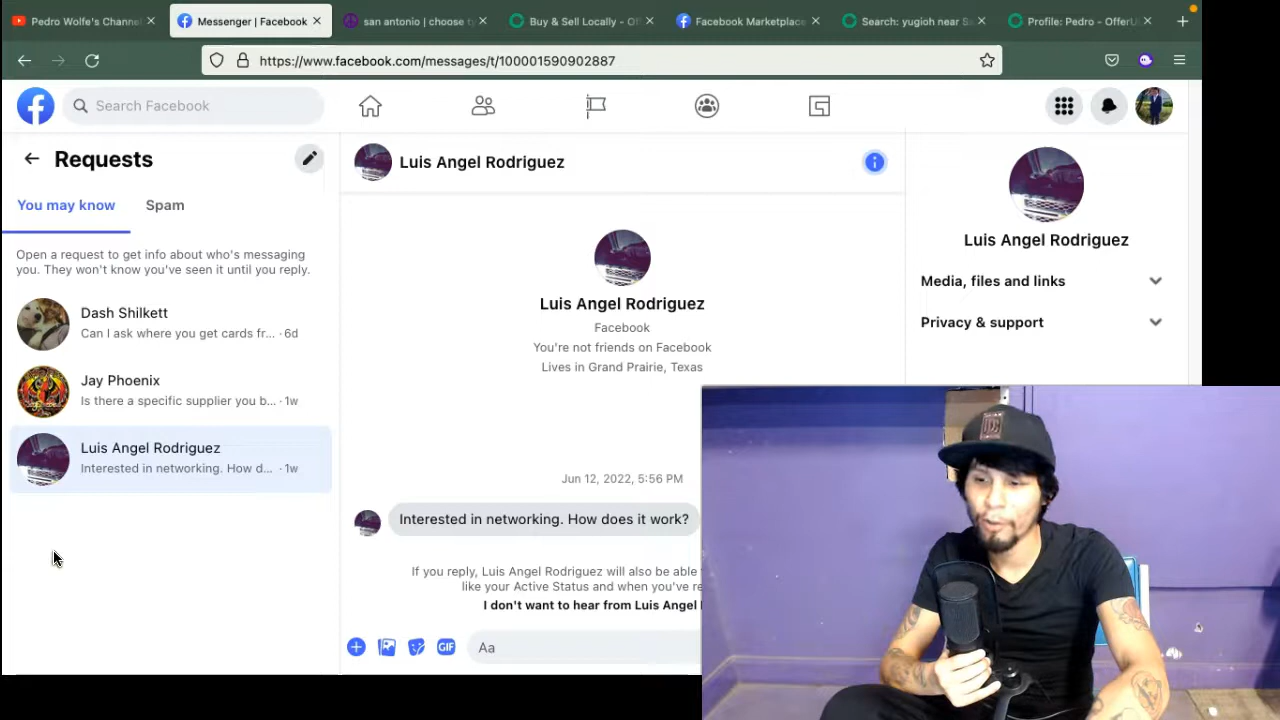 Pedro Wolfe's Channel
Messenger | Facebook
san antonio | choose t
Buy & Sell Locally - Of
Facebook Marketplace
Search: yugioh near Sa
Profile: Pedro - OfferU
https://www.facebook.com/messages/t/100001590902887
Search Facebook
Requests
You may know
Spam
Open a request to get info about who's messaging
you. They won't know you've seen it until you reply.
Dash Shilkett
Can I ask where you get cards fr... · 6d
Jay Phoenix
Is there a specific supplier you b... · 1w
Luis Angel Rodriguez
Interested in networking. How d... · 1w
Luis Angel Rodriguez
Luis Angel Rodriguez
Facebook
You're not friends on Facebook
Lives in Grand Prairie, Texas
Jun 12, 2022, 5:56 PM
Interested in networking. How does it work?
If you reply, Luis Angel Rodriguez will also be able
like your Active Status and when you've re
I don't want to hear from Luis Angel
GIF
Aa
Luis Angel Rodriguez
Media, files and links
Privacy & support